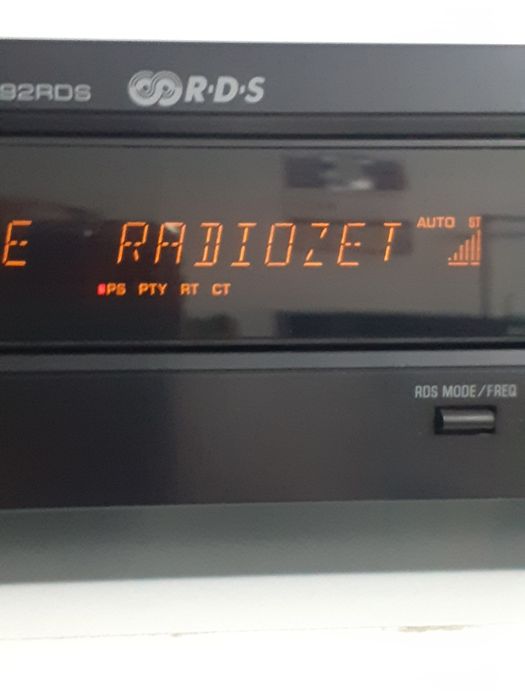 92RDS R·D·S
AUTO ST
E RADIOZET
PS PTY RT CT
RDS MODE/FREQ